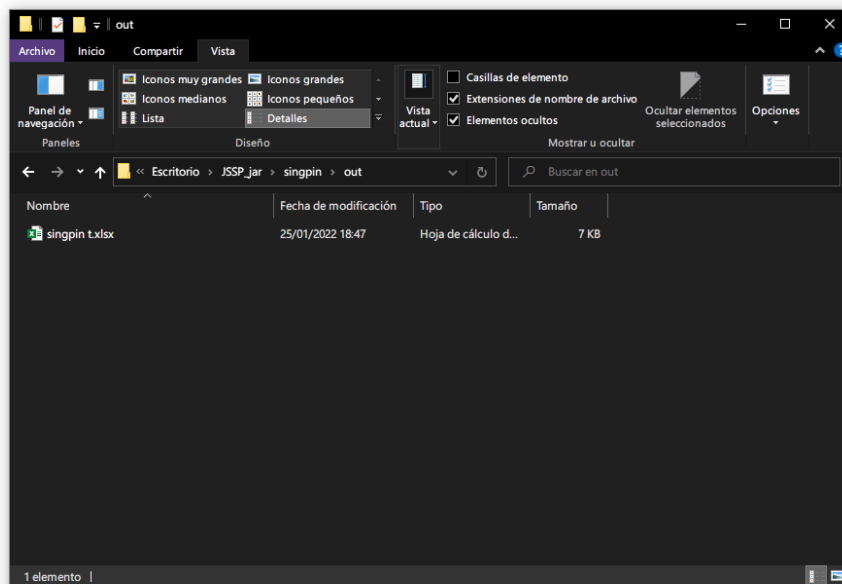 out
Archivo Inicio Compartir Vista
Panel de navegación
Paneles
Iconos muy grandes Iconos grandes
Iconos medianos Iconos pequeños
Lista Detalles
Diseño
Vista actual
Casillas de elemento
Extensiones de nombre de archivo
Elementos ocultos
Ocultar elementos seleccionados
Mostrar u ocultar
Opciones
« Escritorio > JSSP_jar > singpin > out
Buscar en out
Nombre Fecha de modificación Tipo Tamaño
singpin t.xlsx 25/01/2022 18:47 Hoja de cálculo d... 7 KB
1 elemento